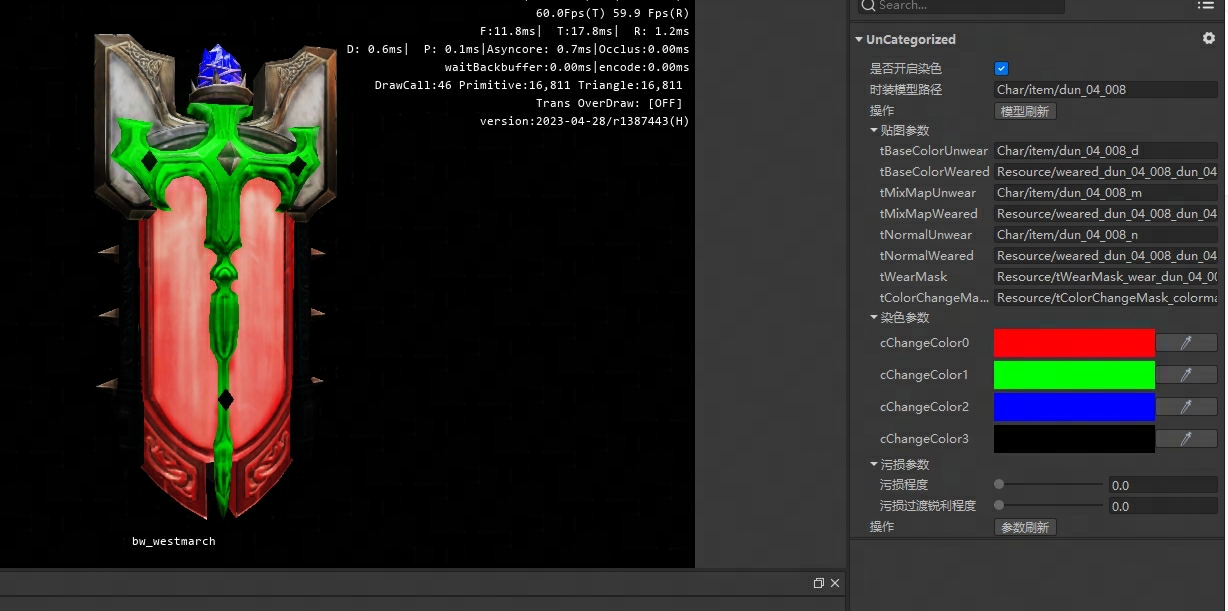 60.0Fps(T) 59.9 Fps(R)
F:11.8ms| T:17.8ms| R: 1.2ms
D: 0.6ms| P: 0.1ms|Asyncore: 0.7ms|Occlus:0.00ms
waitBackbuffer:0.00ms|encode:0.00ms
DrawCall:46 Primitive:16,811 Triangle:16,811
Trans OverDraw: [OFF]
version:2023-04-28/r1387443(H)
bw_westmarch
Search...
UnCategorized
是否开启染色
时装模型路径 Char/item/dun_04_008
操作 模型刷新
贴图参数
tBaseColorUnwear Char/item/dun_04_008_d
tBaseColorWeared Resource/weared_dun_04_008_dun_04
tMixMapUnwear Char/item/dun_04_008_m
tMixMapWeared Resource/weared_dun_04_008_dun_04
tNormalUnwear Char/item/dun_04_008_n
tNormalWeared Resource/weared_dun_04_008_dun_04
tWearMask Resource/tWearMask_wear_dun_04_00
tColorChangeMa... Resource/tColorChangeMask_colorma
染色参数
cChangeColor0
cChangeColor1
cChangeColor2
cChangeColor3
污损参数
污损程度 0.0
污损过渡锐利程度 0.0
操作 参数刷新